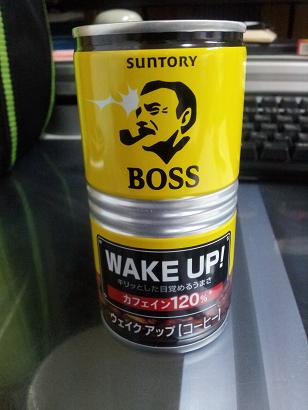 SUNTORY
BOSS
WAKE UP!
キリッとした目覚めるうまさ
カフェイン120%
ウェイクアップ[コーヒー]